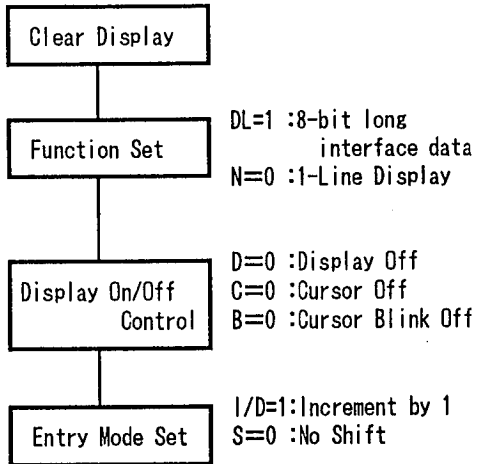 Clear Display
Function Set
DL=1 :8-bit long
interface data
N=0 :1-Line Display
Display On/Off
Control
D=0 :Display Off
C=0 :Cursor Off
B=0 :Cursor Blink Off
Entry Mode Set
I/D=1:Increment by 1
S=0 :No Shift